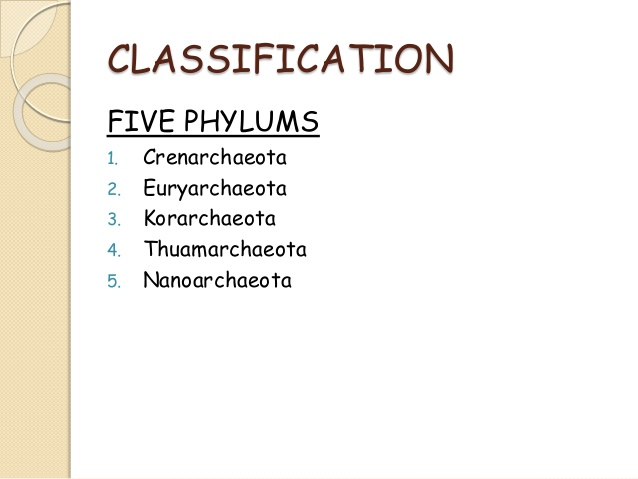 CLASSIFICATION
FIVE PHYLUMS
1. Crenarchaeota
2. Euryarchaeota
3. Korarchaeota
4. Thuamarchaeota
5. Nanoarchaeota